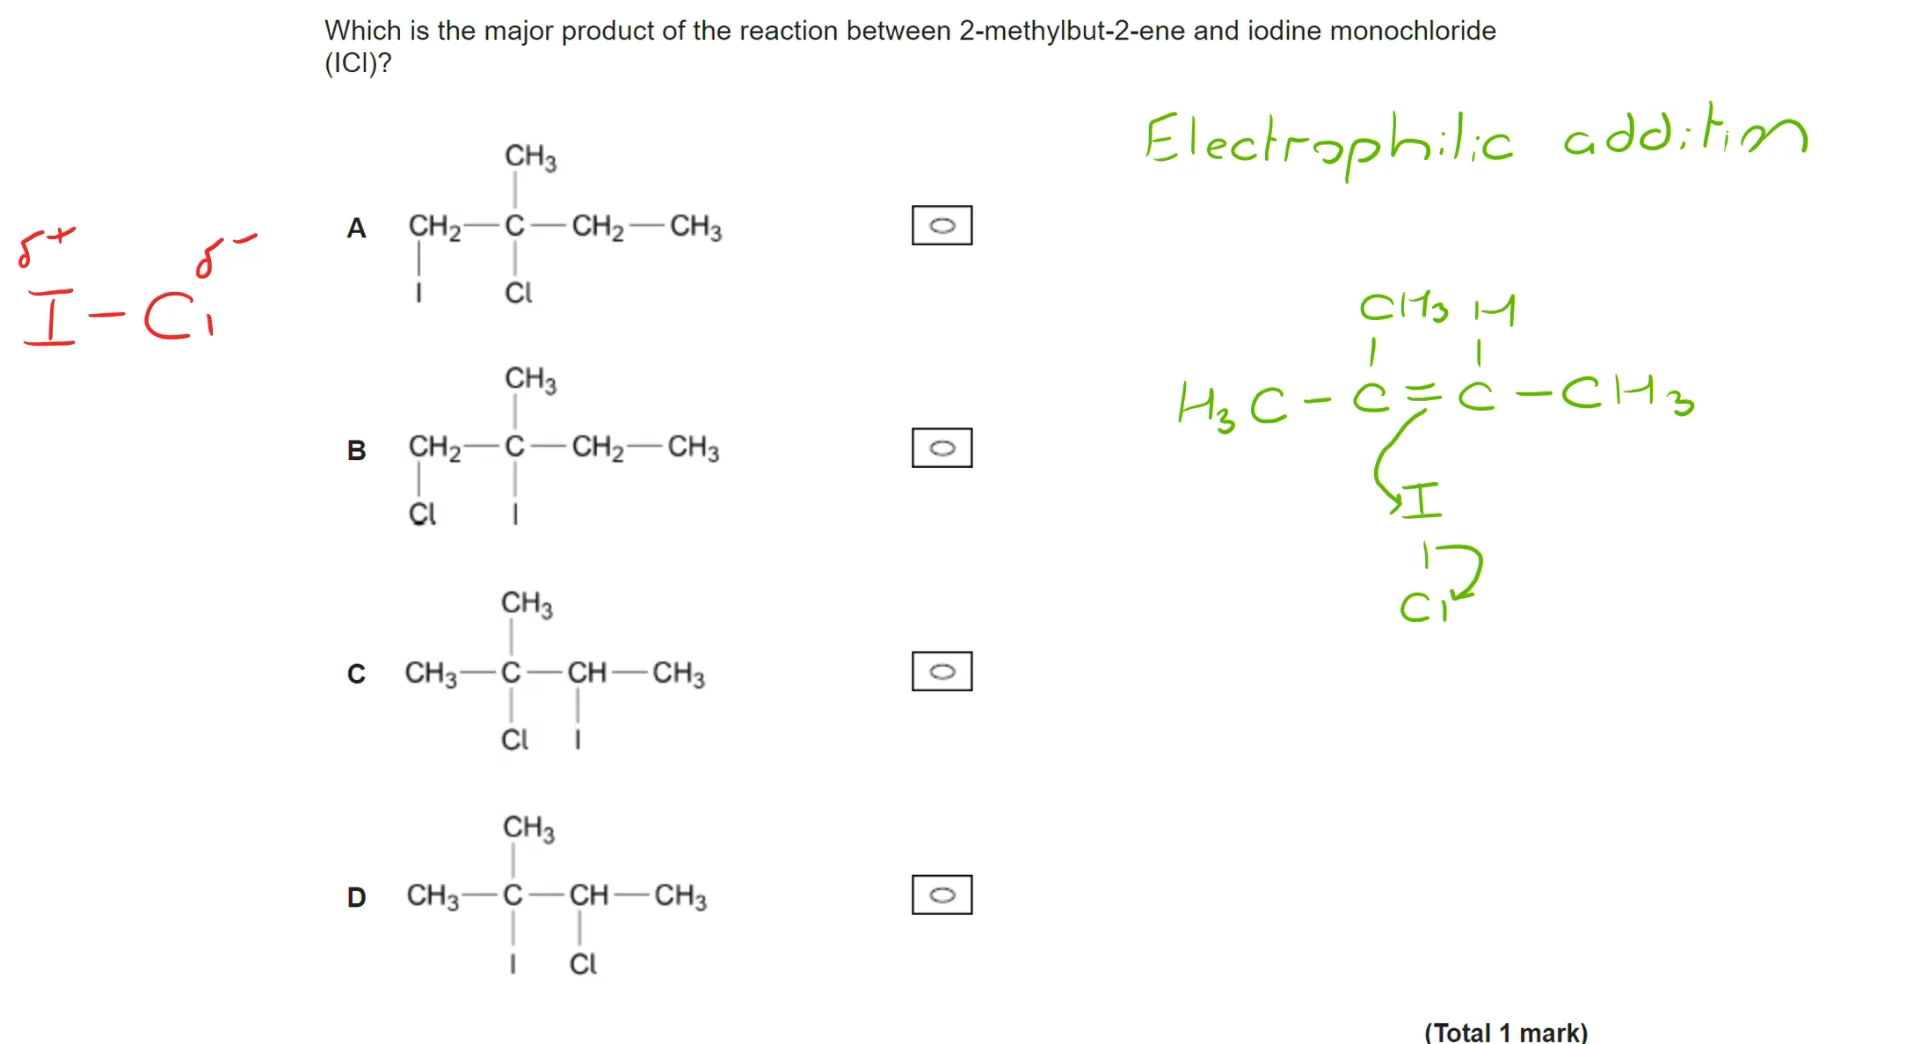 Which is the major product of the reaction between 2-methylbut-2-ene and iodine monochloride
(ICl)?
Electrophilic addition
δ+ δ−
I–Cl
A
CH3
CH2—C—CH2—CH3
I Cl
B
CH3
CH2—C—CH2—CH3
Cl I
C
CH3
CH3—C—CH—CH3
Cl I
D
CH3
CH3—C—CH—CH3
I Cl
CH3 H
H3C–C=C–CH3
I
Cl
(Total 1 mark)